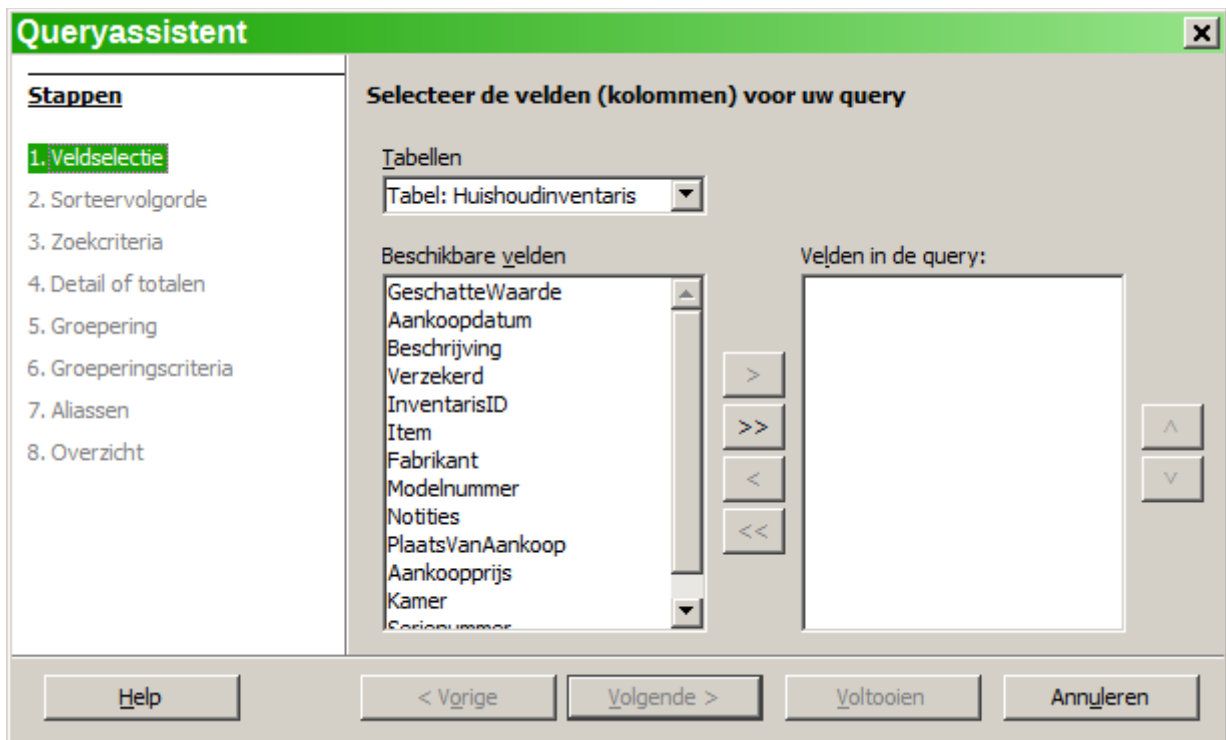 Queryassistent
Stappen
1. Veldselectie
2. Sorteervolgorde
3. Zoekcriteria
4. Detail of totalen
5. Groepering
6. Groeperingscriteria
7. Aliassen
8. Overzicht
Selecteer de velden (kolommen) voor uw query
Tabellen
Tabel: Huishoudinventaris
Beschikbare velden
GeschatteWaarde
Aankoopdatum
Beschrijving
Verzekerd
InventarisID
Item
Fabrikant
Modelnummer
Notities
PlaatsVanAankoop
Aankoopprijs
Kamer
Serienummer
>
>>
<
<<
Velden in de query:
^
v
Help
< Vorige
Volgende >
Voltooien
Annuleren